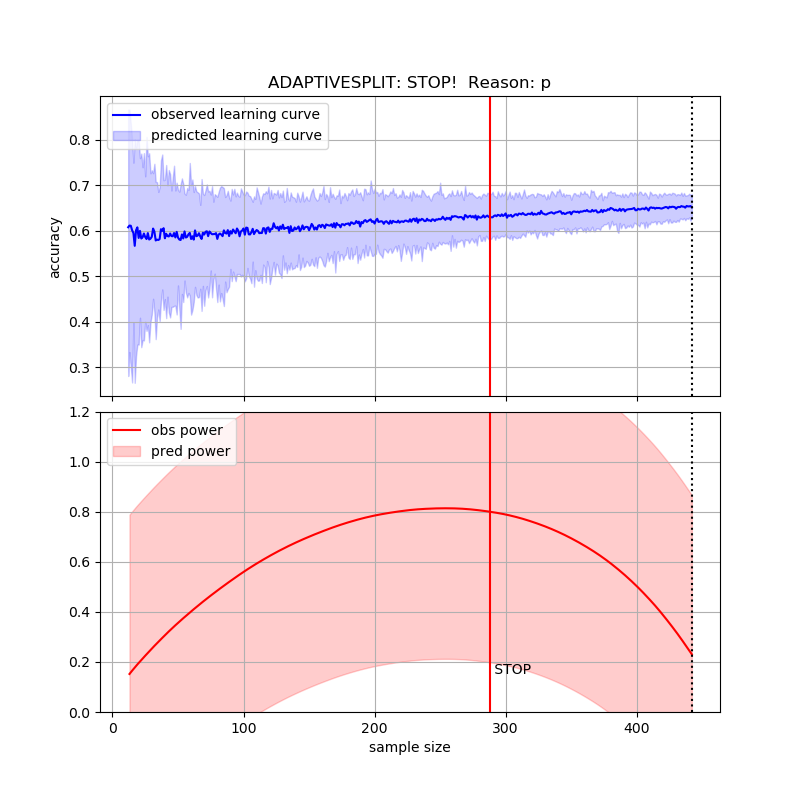 ADAPTIVESPLIT: STOP!  Reason: p
observed learning curve
predicted learning curve
0.8
0.7
0.6
0.5
0.4
0.3
accuracy
obs power
pred power
1.2
1.0
0.8
0.6
0.4
0.2
0.0
STOP
0 100 200 300 400
sample size